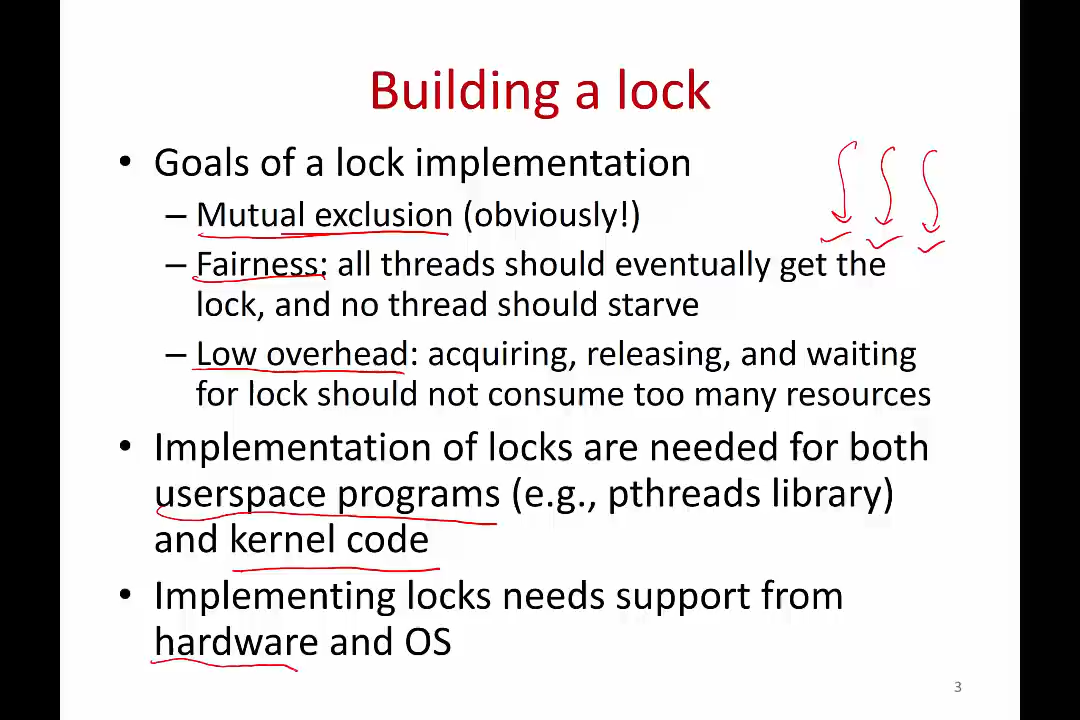 Building a lock
• Goals of a lock implementation
– Mutual exclusion (obviously!)
– Fairness: all threads should eventually get the
lock, and no thread should starve
– Low overhead: acquiring, releasing, and waiting
for lock should not consume too many resources
• Implementation of locks are needed for both
userspace programs (e.g., pthreads library)
and kernel code
• Implementing locks needs support from
hardware and OS
3